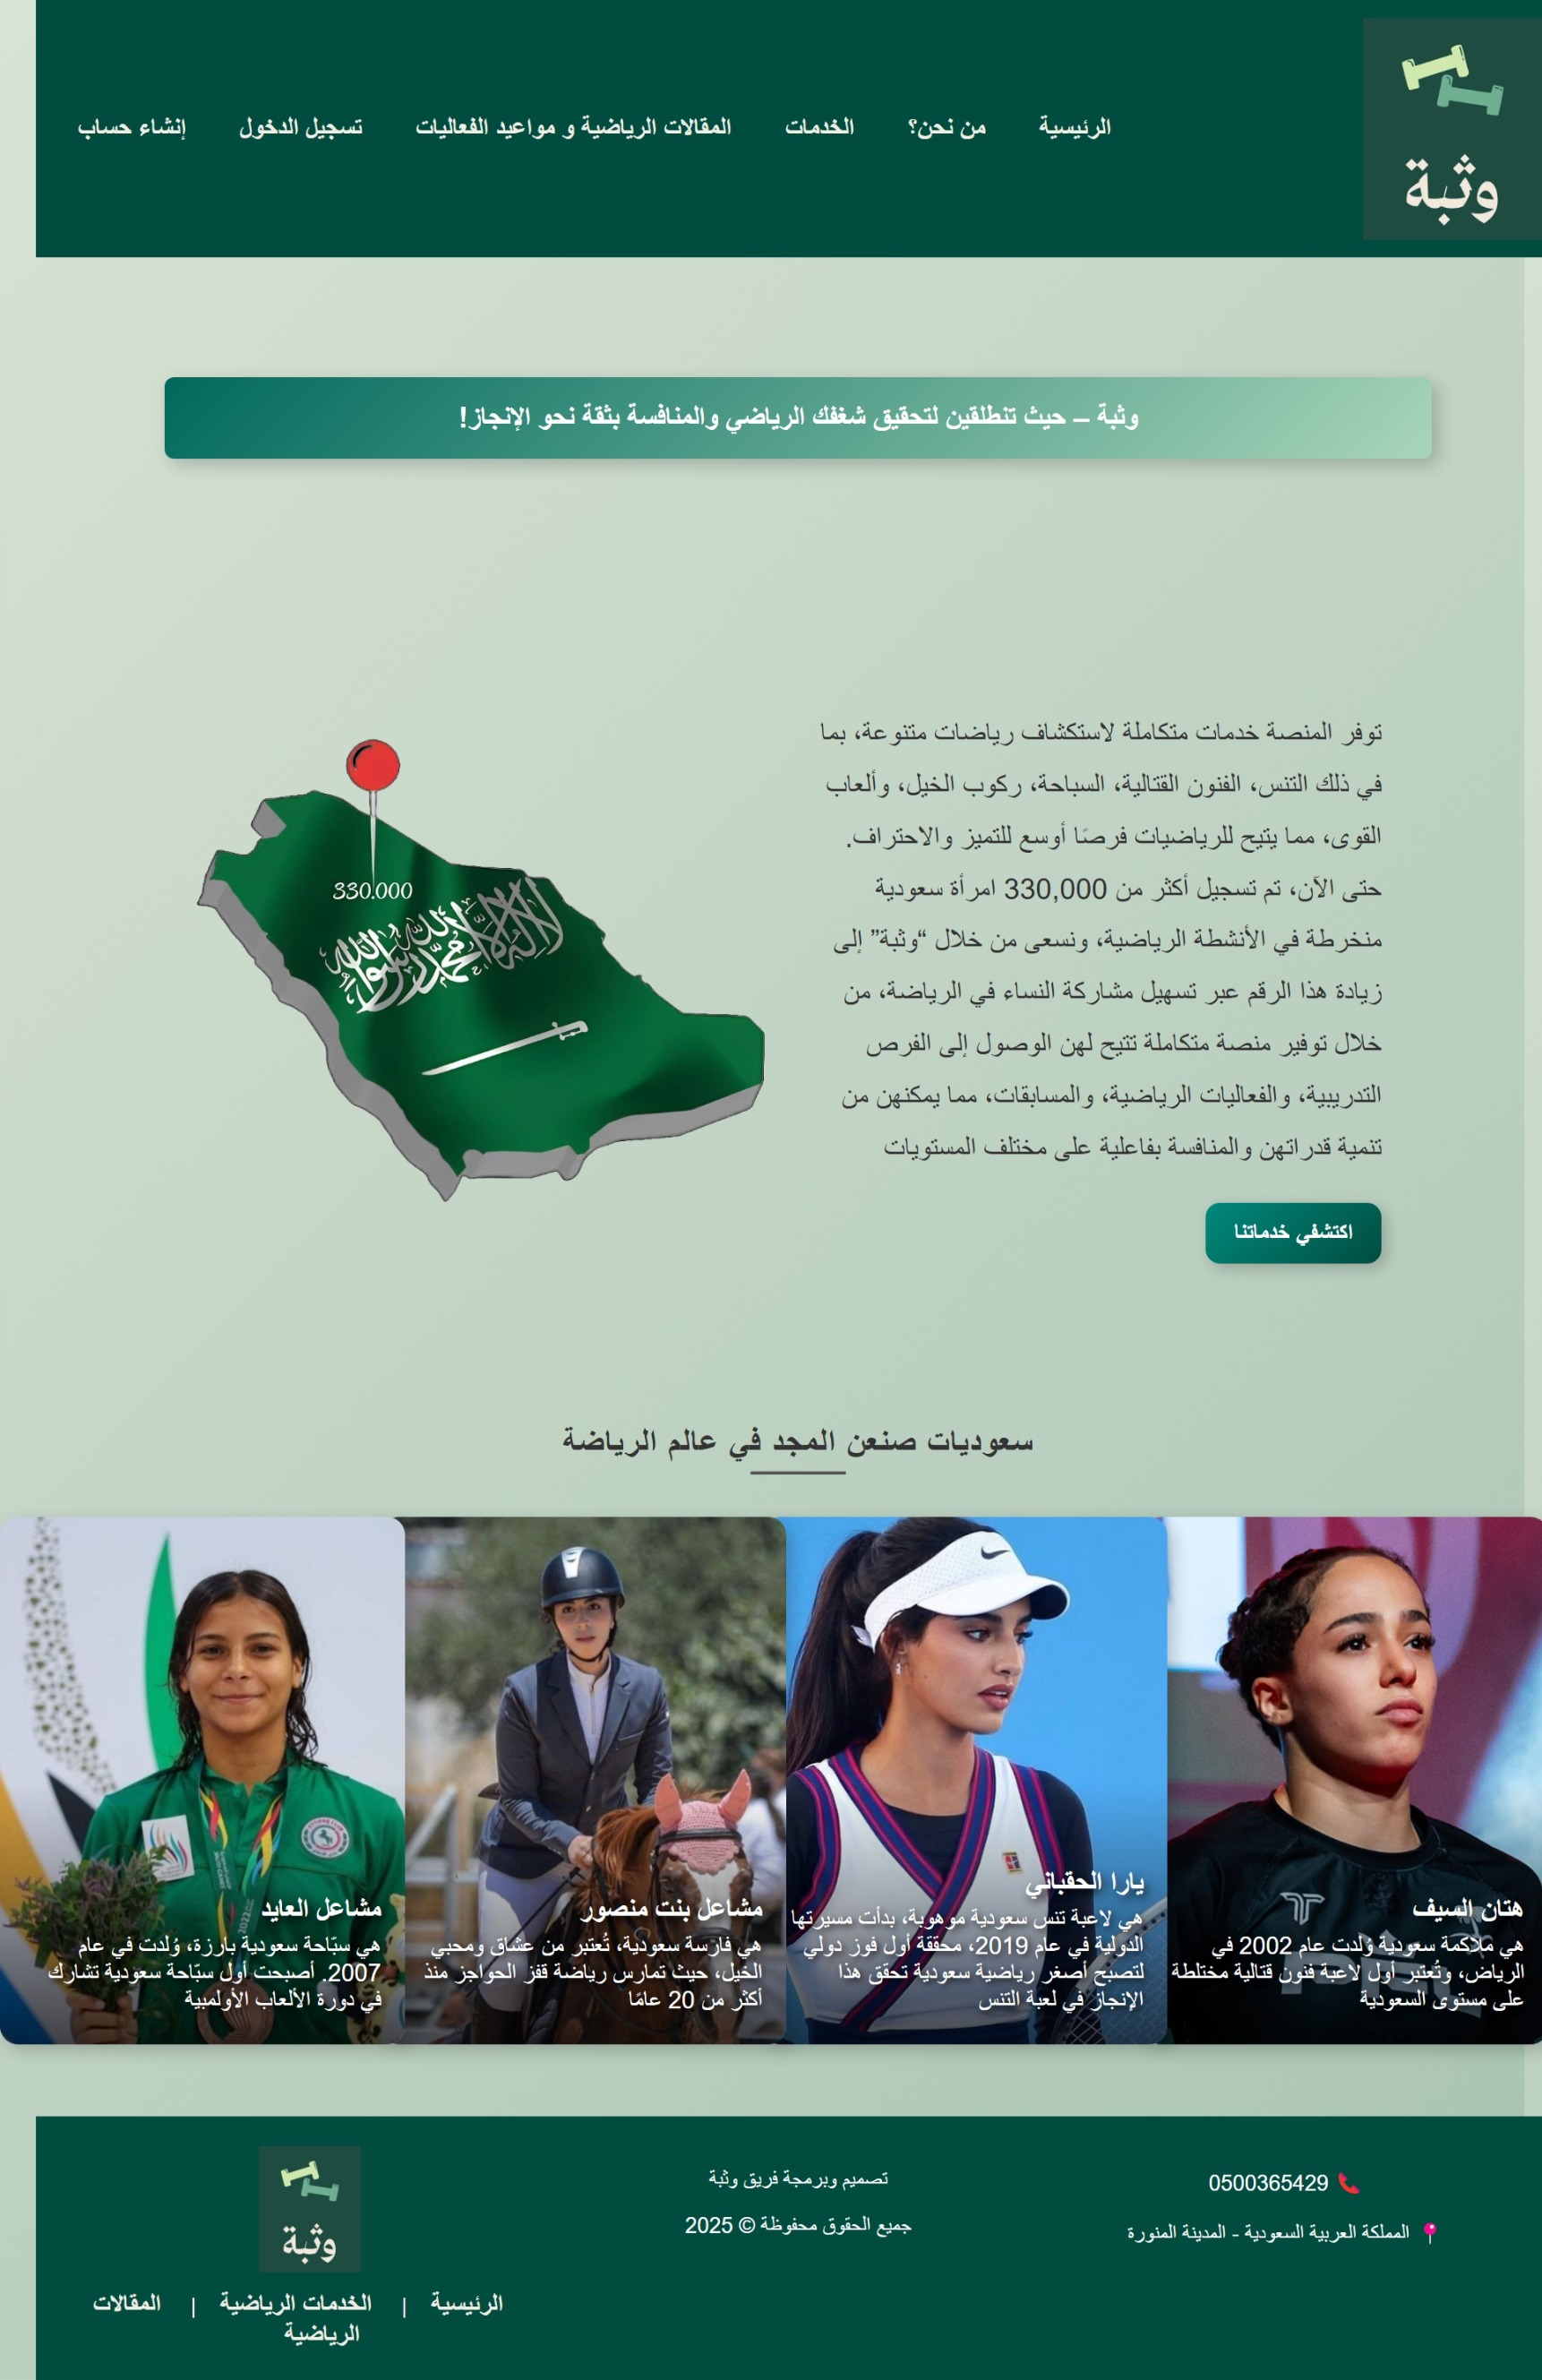 وثبة
الرئيسية
من نحن؟
الخدمات
المقالات الرياضية و مواعيد الفعاليات
تسجيل الدخول
إنشاء حساب
وثبة – حيث تنطلقين لتحقيق شغفك الرياضي والمنافسة بثقة نحو الإنجاز!
توفر المنصة خدمات متكاملة لاستكشاف رياضات متنوعة، بما
في ذلك التنس، الفنون القتالية، السباحة، ركوب الخيل، وألعاب
القوى، مما يتيح للرياضيات فرصًا أوسع للتميز والاحتراف.
حتى الآن، تم تسجيل أكثر من 330,000 امرأة سعودية
منخرطة في الأنشطة الرياضية، ونسعى من خلال “وثبة” إلى
زيادة هذا الرقم عبر تسهيل مشاركة النساء في الرياضة، من
خلال توفير منصة متكاملة تتيح لهن الوصول إلى الفرص
التدريبية، والفعاليات الرياضية، والمسابقات، مما يمكنهن من
تنمية قدراتهن والمنافسة بفاعلية على مختلف المستويات
اكتشفي خدماتنا
330.000
لا إله إلا الله محمد رسول الله
سعوديات صنعن المجد في عالم الرياضة
هتان السيف
هي ملاكمة سعودية وُلدت عام 2002 في
الرياض، وتُعتبر أول لاعبة فنون قتالية مختلطة
على مستوى السعودية
يارا الحقباني
هي لاعبة تنس سعودية موهوبة، بدأت مسيرتها
الدولية في عام 2019، محققة أول فوز دولي
لتصبح أصغر رياضية سعودية تحقق هذا
الإنجاز في لعبة التنس
مشاعل بنت منصور
هي فارسة سعودية، تُعتبر من عشاق ومحبي
الخيل، حيث تمارس رياضة قفز الحواجز منذ
أكثر من 20 عامًا
مشاعل العايد
هي سبّاحة سعودية بارزة، وُلدت في عام
2007. أصبحت أول سبّاحة سعودية تشارك
في دورة الألعاب الأولمبية
0500365429
المملكة العربية السعودية - المدينة المنورة
تصميم وبرمجة فريق وثبة
جميع الحقوق محفوظة © 2025
وثبة
الرئيسية | الخدمات الرياضية | المقالات
الرياضية